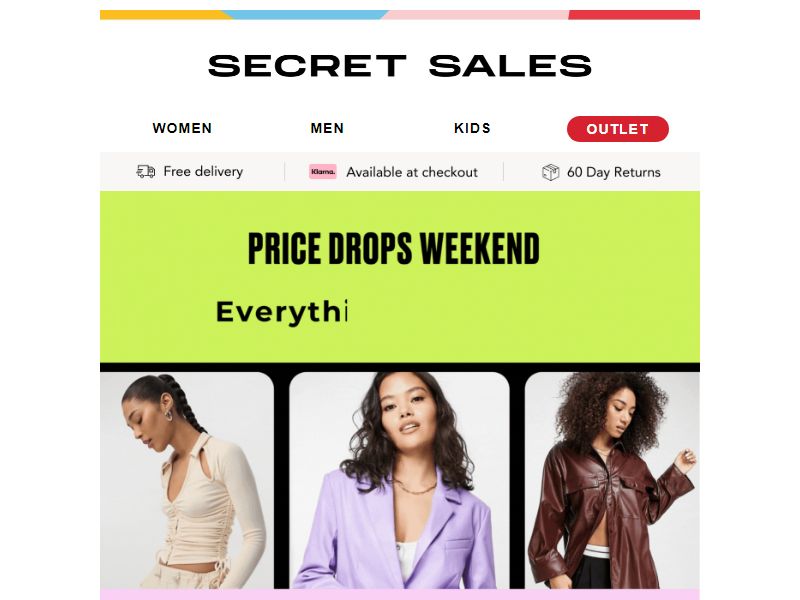 SECRET SALES
WOMEN MEN KIDS OUTLET
Free delivery Klarna. Available at checkout 60 Day Returns
PRICE DROPS WEEKEND
Everythi